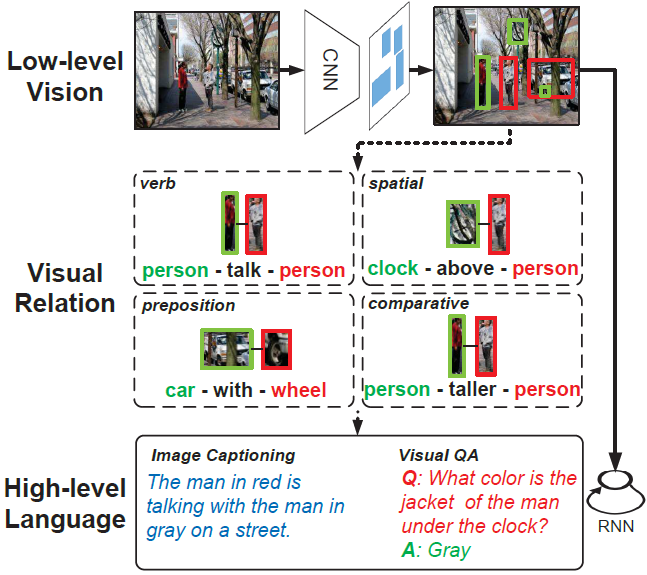 Low-level
Vision
CNN
verb
person - talk - person
spatial
clock - above - person
Visual
Relation
preposition
car - with - wheel
comparative
person - taller - person
High-level
Language
Image Captioning
The man in red is
talking with the man in
gray on a street.
Visual QA
Q: What color is the
jacket of the man
under the clock?
A: Gray
RNN